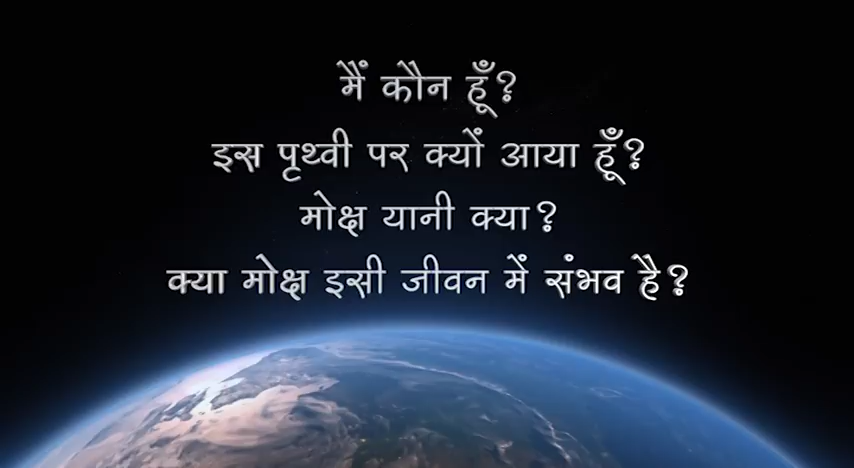 मैं कौन हूँ?
इस पृथ्वी पर क्यों आया हूँ?
मोक्ष यानी क्या?
क्या मोक्ष इसी जीवन में संभव है?